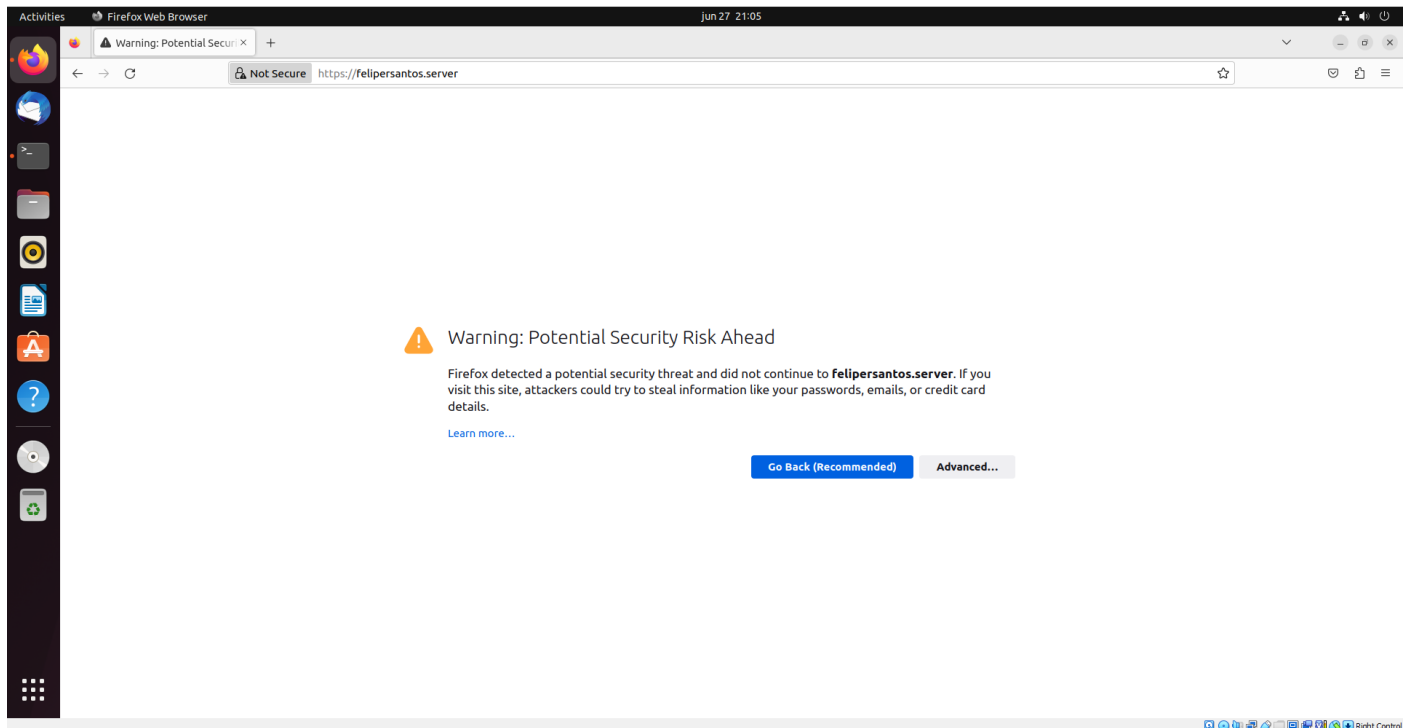 Activities
Firefox Web Browser
jun 27 21:05
Warning: Potential Secur
Not Secure
https://felipersantos.server
Warning: Potential Security Risk Ahead
Firefox detected a potential security threat and did not continue to felipersantos.server. If you
visit this site, attackers could try to steal information like your passwords, emails, or credit card
details.
Learn more…
Go Back (Recommended)
Advanced…
Right Control